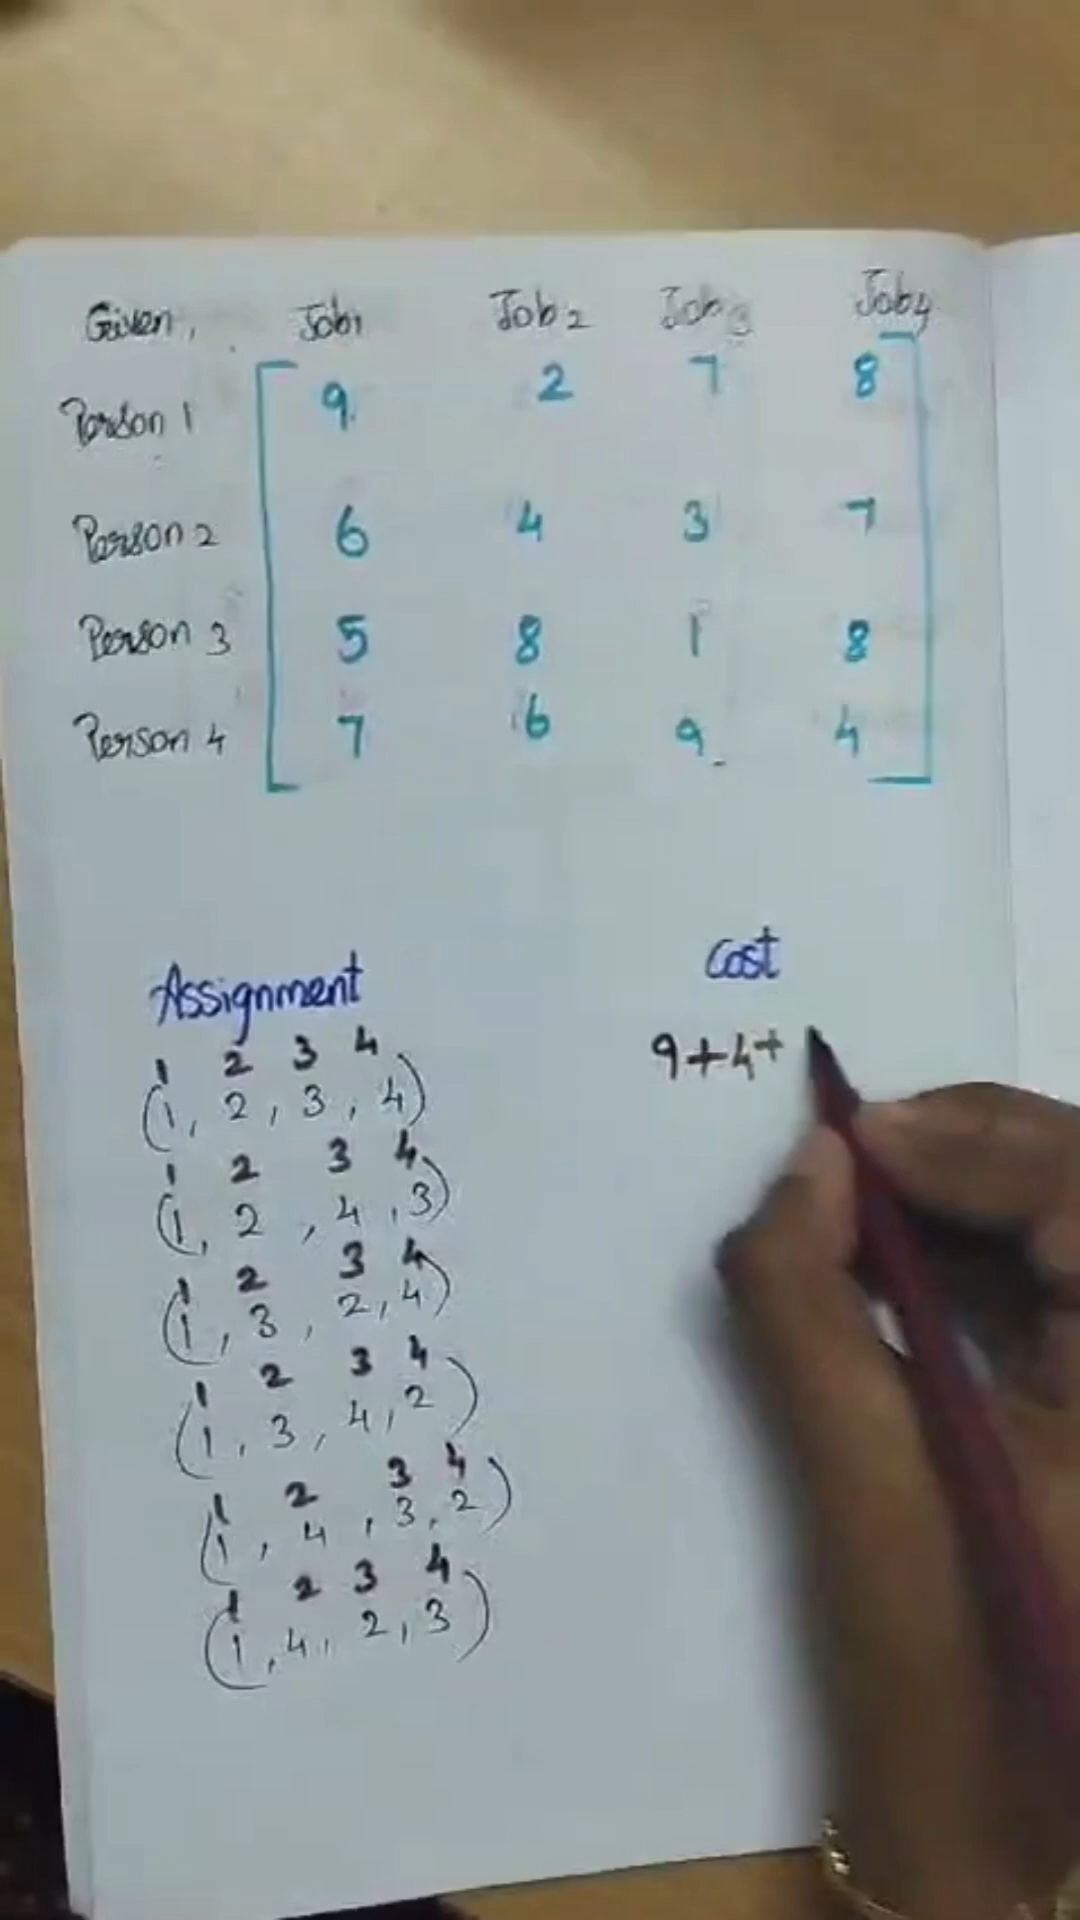 Given, Job1 Job2 Job3 Job4
Person 1 9 2 7 8
Person 2 6 4 3 7
Person 3 5 8 1 8
Person 4 7 6 9 4
Assignment Cost
1 2 3 4
(1, 2, 3, 4) 9+4+
1 2 3 4
(1, 2, 4, 3)
1 2 3 4
(1, 3, 2, 4)
1 2 3 4
(1, 3, 4, 2)
1 2 3 4
(1, 4, 3, 2)
1 2 3 4
(1, 4, 2, 3)